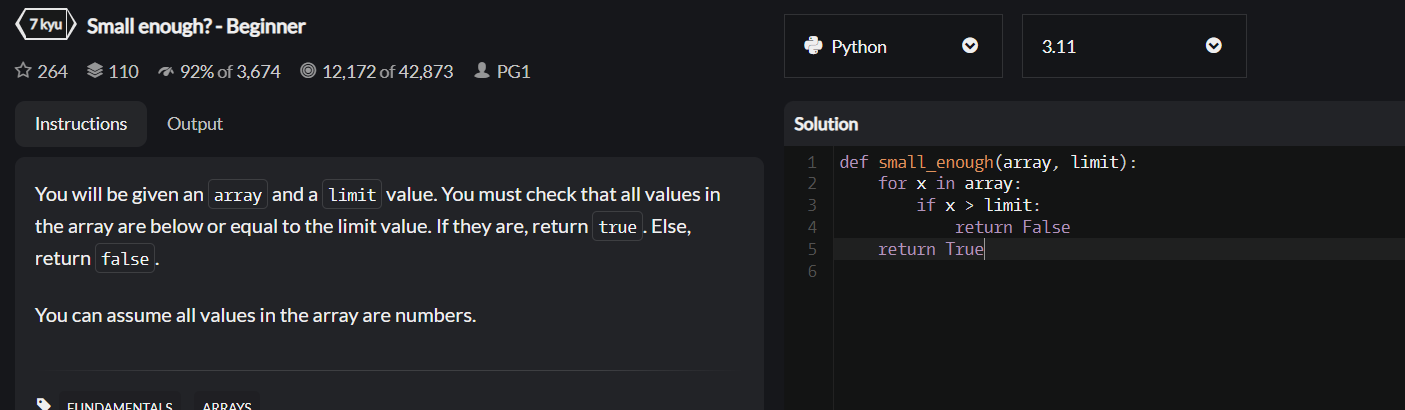 7 kyu Small enough? - Beginner
264 110 92% of 3,674 12,172 of 42,873 PG1
Instructions Output
You will be given an array and a limit value. You must check that all values in
the array are below or equal to the limit value. If they are, return true. Else,
return false.
You can assume all values in the array are numbers.
FUNDAMENTALS ARRAYS
Python 3.11
Solution
1 def small_enough(array, limit):
2     for x in array:
3         if x > limit:
4             return False
5     return True
6